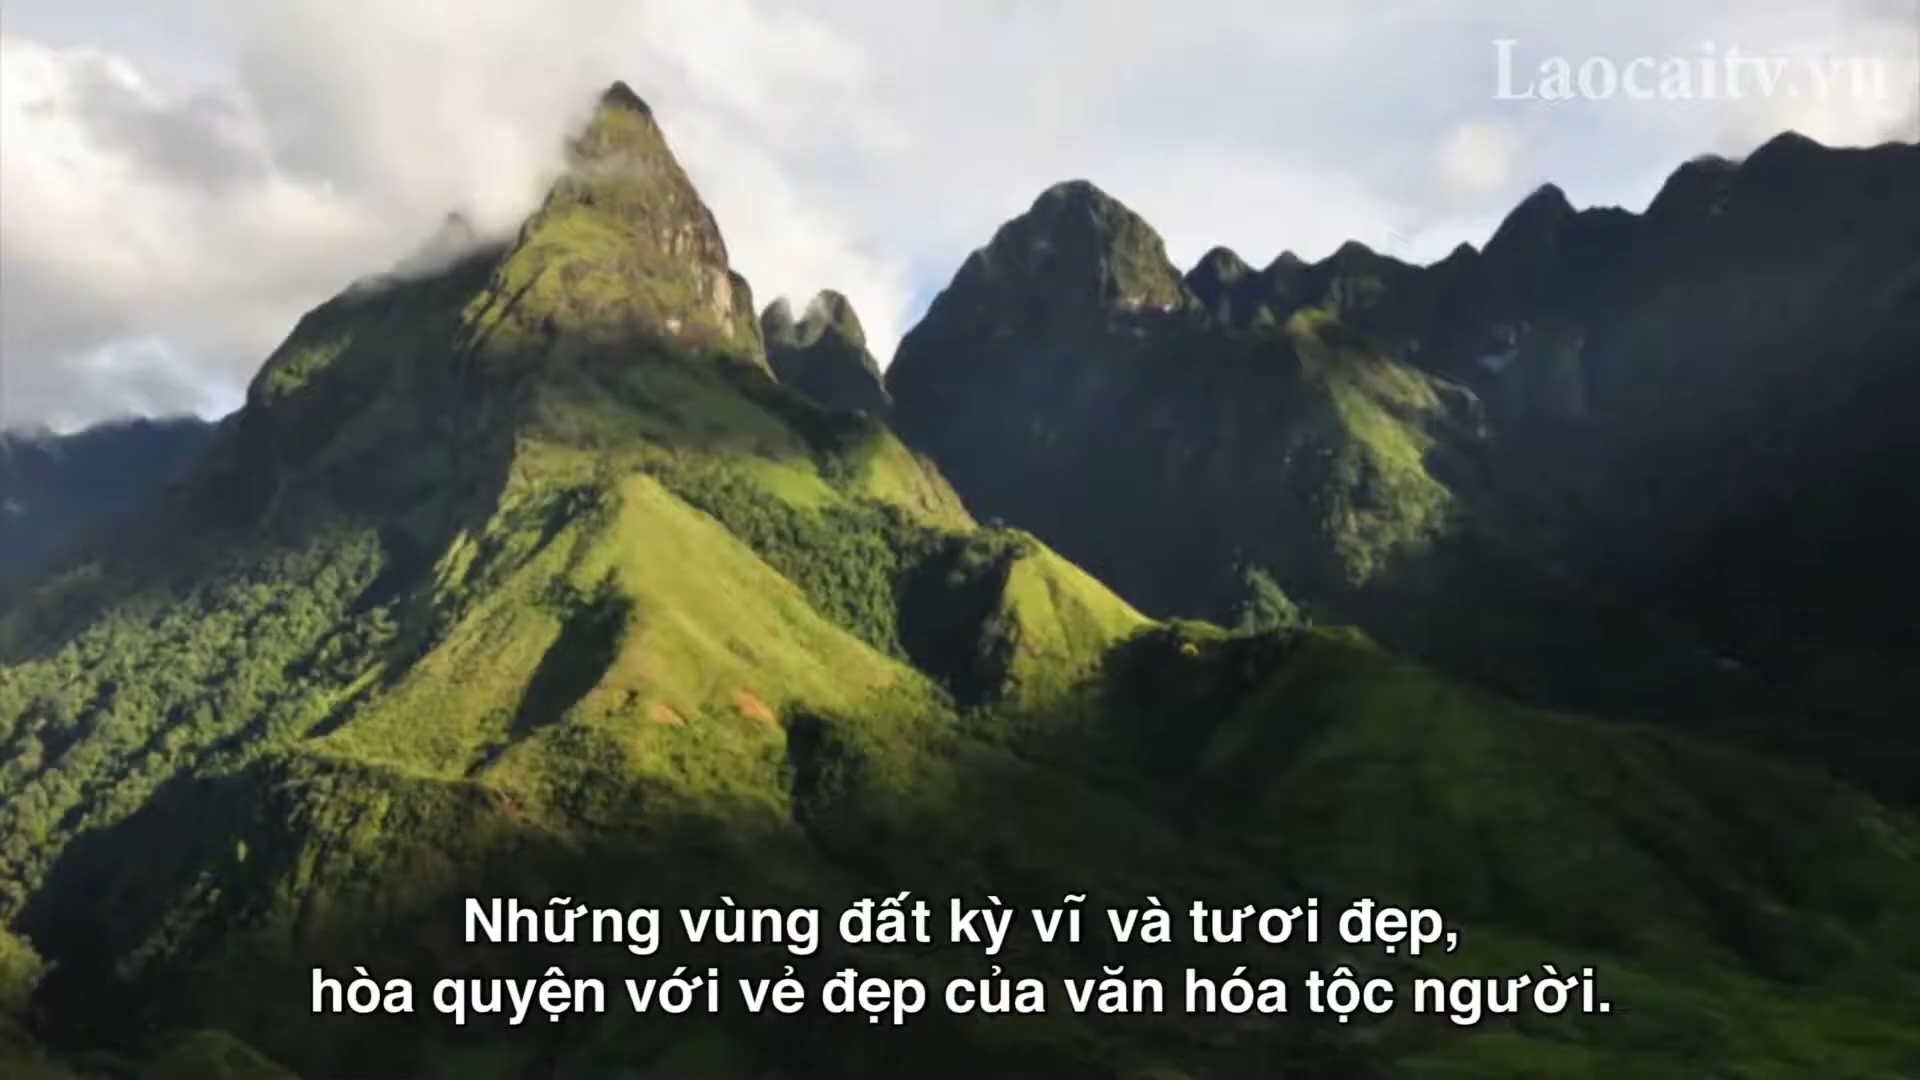 Laocaitv.vn
Những vùng đất kỳ vĩ và tươi đẹp,
hòa quyện với vẻ đẹp của văn hóa tộc người.